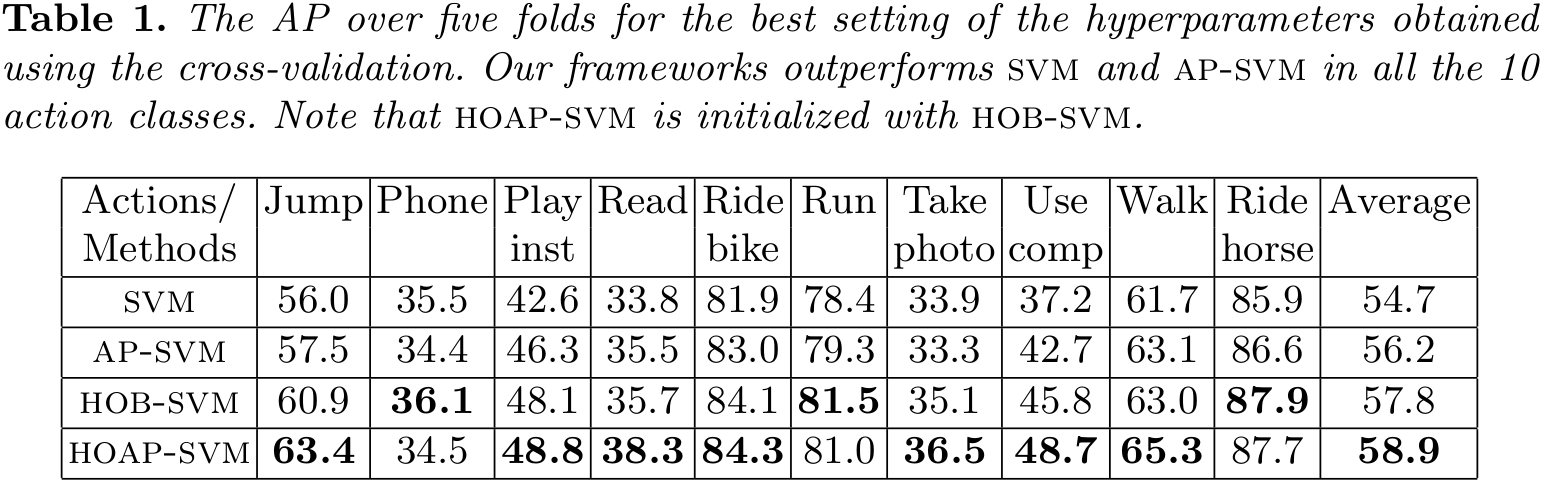 Table 1. The AP over five folds for the best setting of the hyperparameters obtained
using the cross-validation. Our frameworks outperforms SVM and AP-SVM in all the 10
action classes. Note that HOAP-SVM is initialized with HOB-SVM.
Actions/ Jump Phone Play Read Ride Run Take Use Walk Ride Average
Methods inst bike photo comp horse
SVM 56.0 35.5 42.6 33.8 81.9 78.4 33.9 37.2 61.7 85.9 54.7
AP-SVM 57.5 34.4 46.3 35.5 83.0 79.3 33.3 42.7 63.1 86.6 56.2
HOB-SVM 60.9 36.1 48.1 35.7 84.1 81.5 35.1 45.8 63.0 87.9 57.8
HOAP-SVM 63.4 34.5 48.8 38.3 84.3 81.0 36.5 48.7 65.3 87.7 58.9